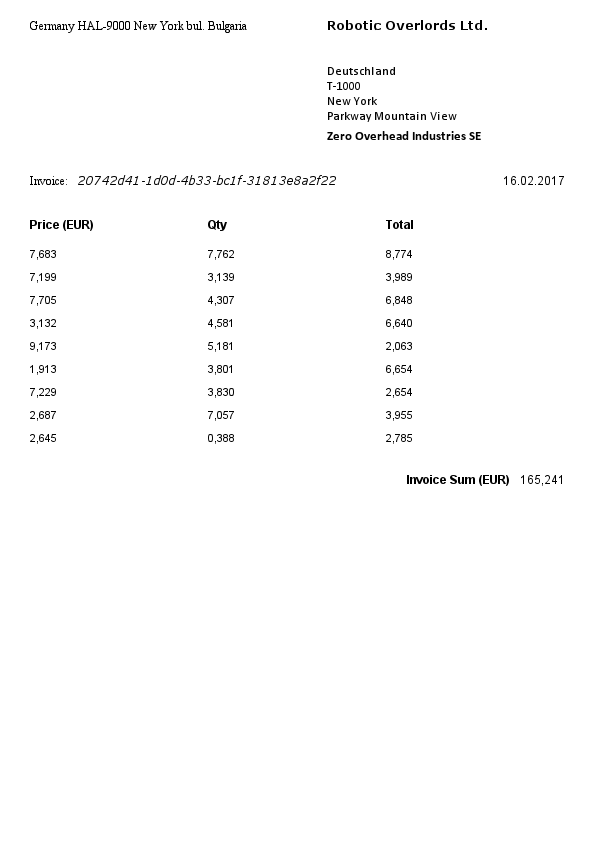 Germany HAL-9000 New York bul. Bulgaria
Robotic Overlords Ltd.
Deutschland
T-1000
New York
Parkway Mountain View
Zero Overhead Industries SE
Invoice: 20742d41-1d0d-4b33-bc1f-31813e8a2f22 16.02.2017
Price (EUR) Qty Total
7,683 7,762 8,774
7,199 3,139 3,989
7,705 4,307 6,848
3,132 4,581 6,640
9,173 5,181 2,063
1,913 3,801 6,654
7,229 3,830 2,654
2,687 7,057 3,955
2,645 0,388 2,785
Invoice Sum (EUR) 165,241